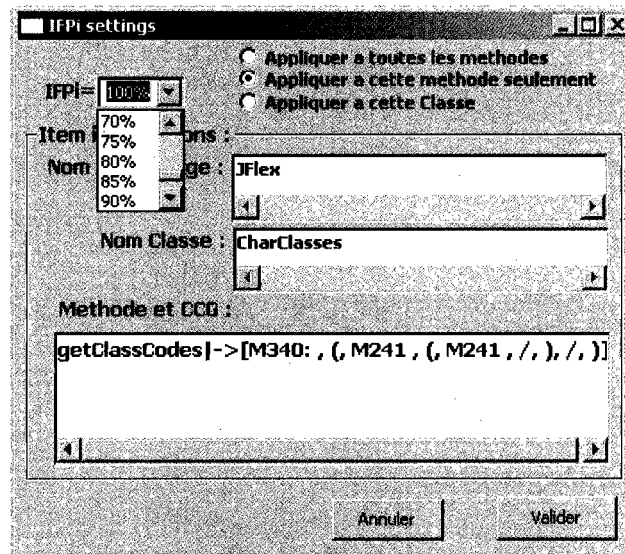 IFPi settings
Appliquer a toutes les methodes
Appliquer a cette methode seulement
Appliquer a cette Classe
IFPi= 100%
70%
75%
80%
85%
90%
Item ons :
Nom ge : JFlex
Nom Classe : CharClasses
Methode et CCG :
getClassCodes|->[M340: , (, M241 , (, M241 , /, ), /, )]
Annuler
Valider